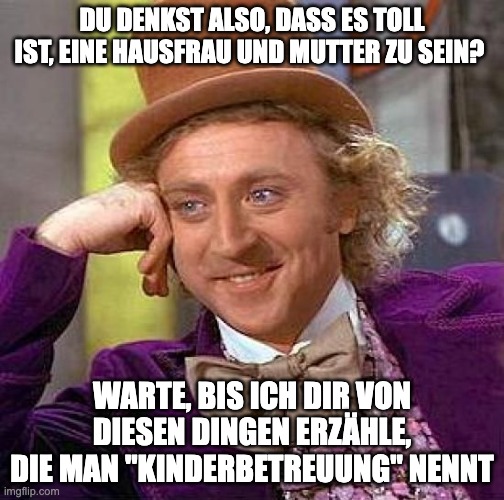 DU DENKST ALSO, DASS ES TOLL
IST, EINE HAUSFRAU UND MUTTER ZU SEIN?
WARTE, BIS ICH DIR VON
DIESEN DINGEN ERZÄHLE,
DIE MAN "KINDERBETREUUNG" NENNT
imgflip.com